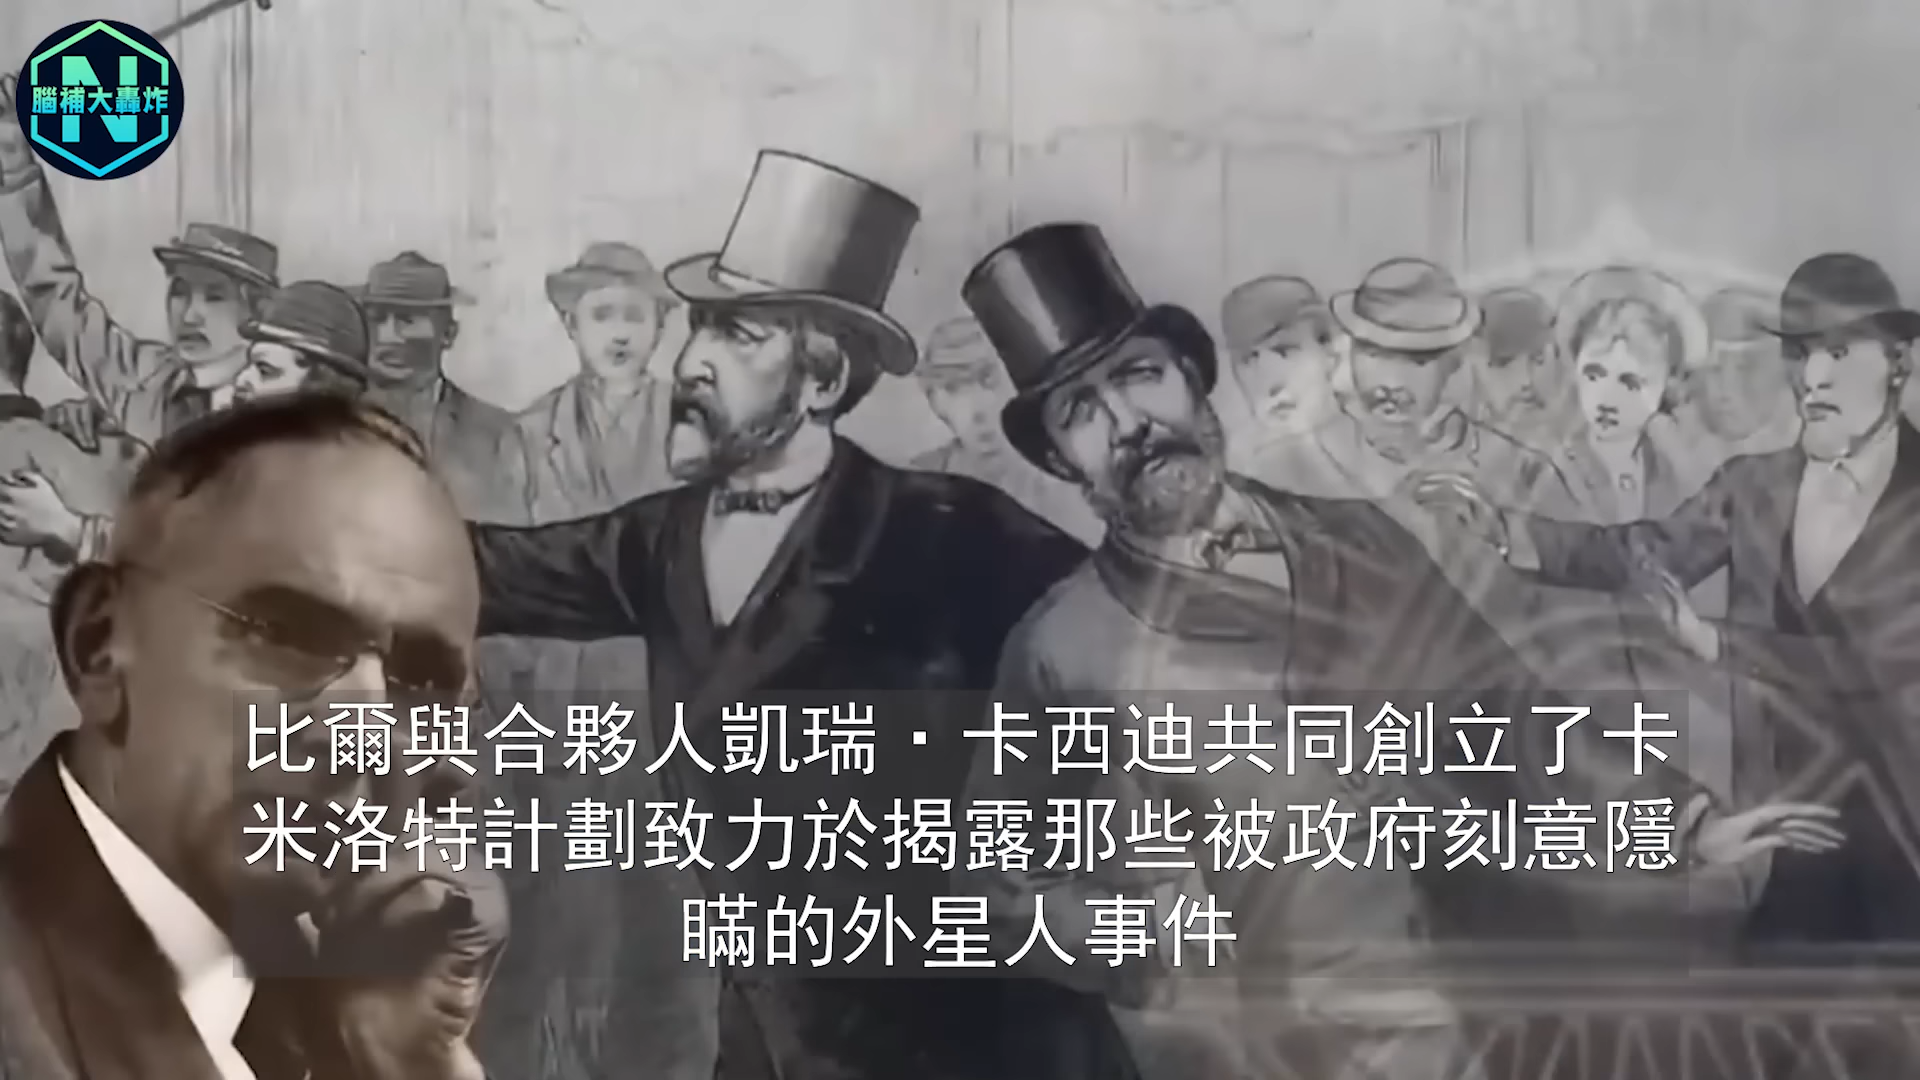 腦補大轟炸
比爾與合夥人凱瑞·卡西迪共同創立了卡
米洛特計劃致力於揭露那些被政府刻意隱
瞞的外星人事件